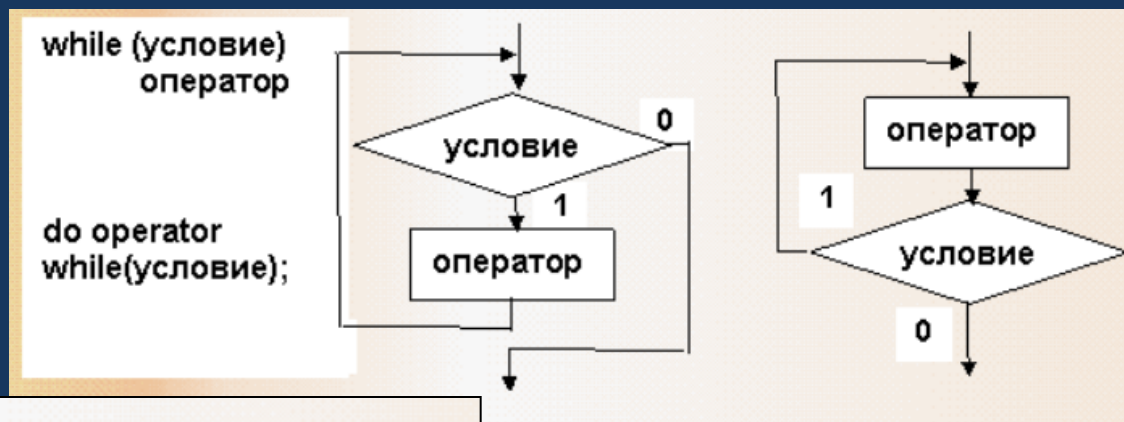 while (условие)
оператор
do operator
while(условие);
условие
0
1
оператор
оператор
1
условие
0